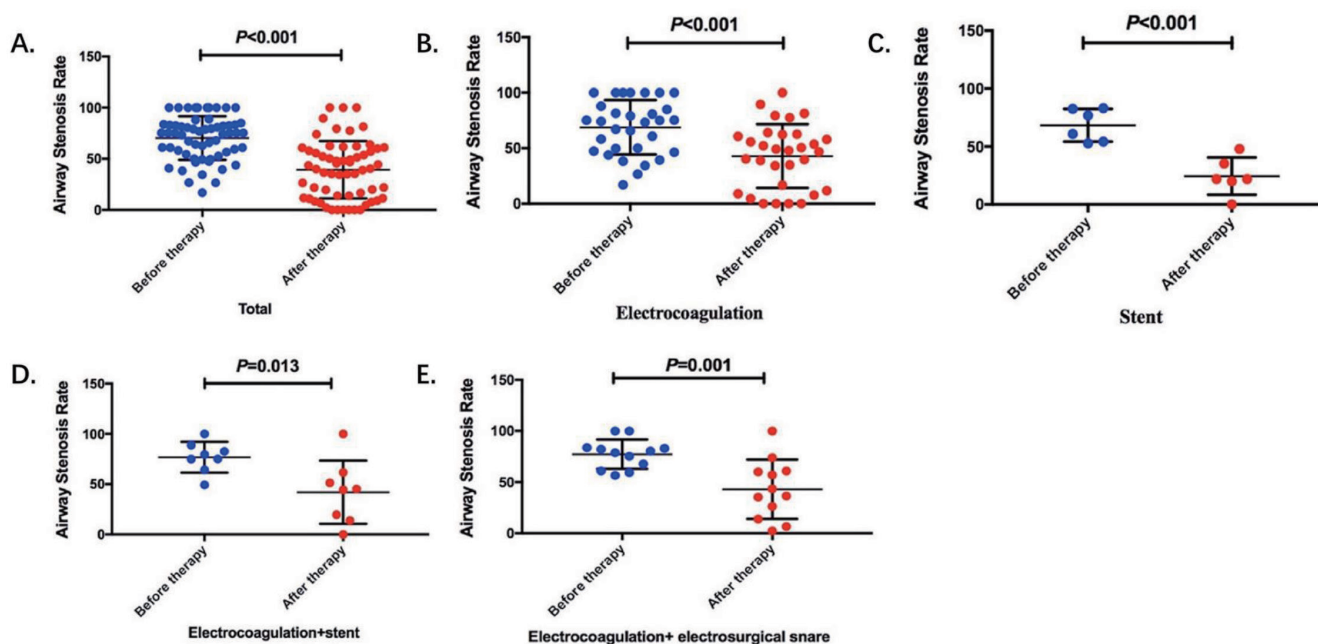 A.
P<0.001
Airway Stenosis Rate
150
100
50
0
Before therapy
After therapy
Total
B.
P<0.001
Airway Stenosis Rate
150
100
50
0
Before therapy
After therapy
Electrocoagulation
C.
P<0.001
Airway Stenosis Rate
150
100
50
0
Before therapy
After therapy
Stent
D.
P=0.013
Airway Stenosis Rate
150
100
50
0
Before therapy
After therapy
Electrocoagulation+stent
E.
P=0.001
Airway Stenosis Rate
150
100
50
0
Before therapy
After therapy
Electrocoagulation+ electrosurgical snare